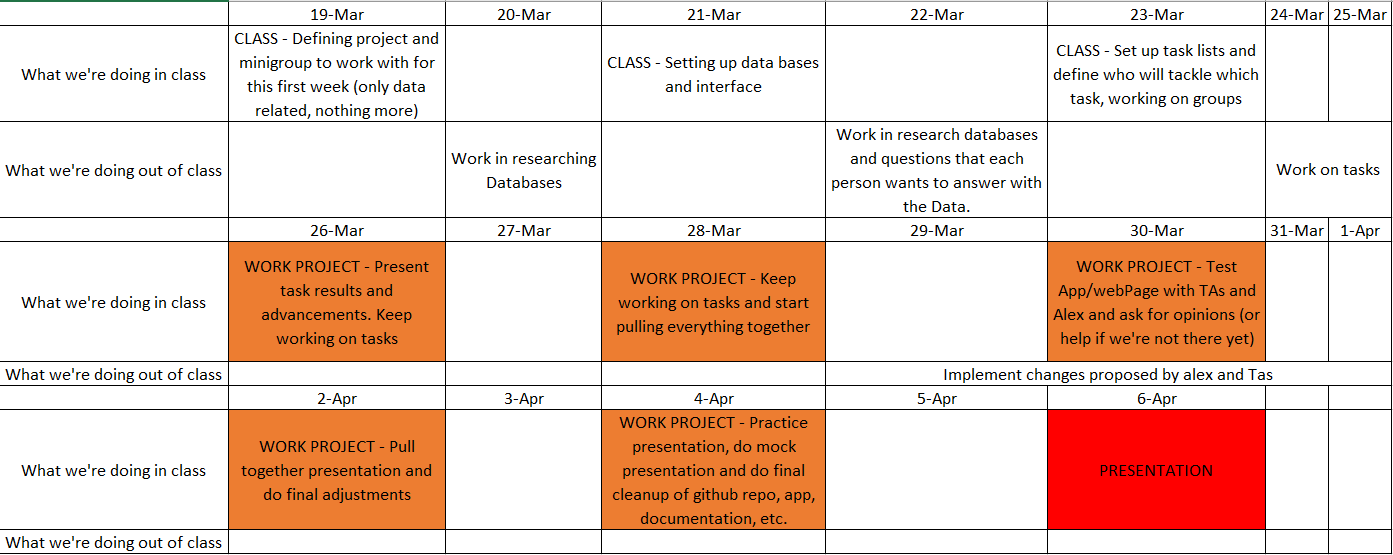 19-Mar 20-Mar 21-Mar 22-Mar 23-Mar 24-Mar 25-Mar
What we're doing in class
CLASS - Defining project and
minigroup to work with for
this first week (only data
related, nothing more)
CLASS - Setting up data bases
and interface
CLASS - Set up task lists and
define who will tackle which
task, working on groups
What we're doing out of class
Work in researching
Databases
Work in research databases
and questions that each
person wants to answer with
the Data.
Work on tasks
26-Mar 27-Mar 28-Mar 29-Mar 30-Mar 31-Mar 1-Apr
What we're doing in class
WORK PROJECT - Present
task results and
advancements. Keep
working on tasks
WORK PROJECT - Keep
working on tasks and start
pulling everything together
WORK PROJECT - Test
App/webPage with TAs and
Alex and ask for opinions (or
help if we're not there yet)
What we're doing out of class
Implement changes proposed by alex and Tas
2-Apr 3-Apr 4-Apr 5-Apr 6-Apr
What we're doing in class
WORK PROJECT - Pull
together presentation and
do final adjustments
WORK PROJECT - Practice
presentation, do mock
presentation and do final
cleanup of github repo, app,
documentation, etc.
PRESENTATION
What we're doing out of class